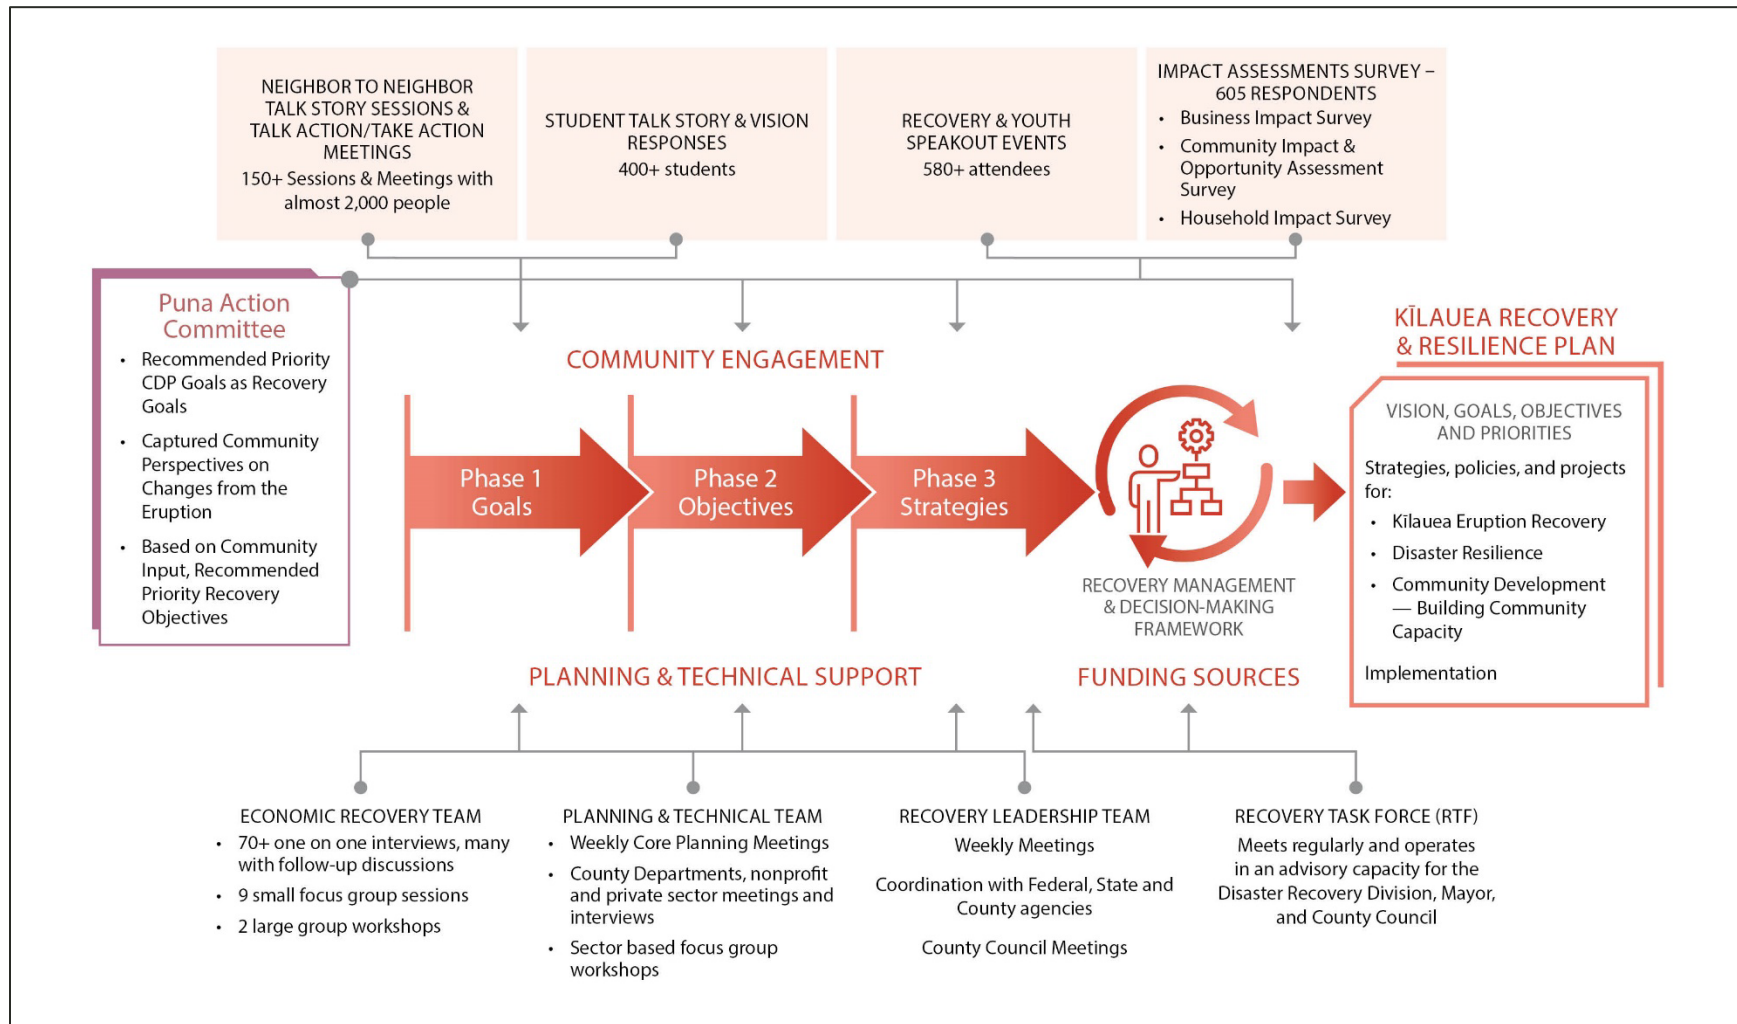 NEIGHBOR TO NEIGHBOR
TALK STORY SESSIONS &
TALK ACTION/TAKE ACTION
MEETINGS
150+ Sessions & Meetings with
almost 2,000 people
STUDENT TALK STORY & VISION
RESPONSES
400+ students
RECOVERY & YOUTH
SPEAKOUT EVENTS
580+ attendees
IMPACT ASSESSMENTS SURVEY –
605 RESPONDENTS
• Business Impact Survey
• Community Impact &
Opportunity Assessment
Survey
• Household Impact Survey
Puna Action
Committee
• Recommended Priority
CDP Goals as Recovery
Goals
• Captured Community
Perspectives on
Changes from the
Eruption
• Based on Community
Input, Recommended
Priority Recovery
Objectives
COMMUNITY ENGAGEMENT
Phase 1
Goals
Phase 2
Objectives
Phase 3
Strategies
RECOVERY MANAGEMENT
& DECISION-MAKING
FRAMEWORK
KĪLAUEA RECOVERY
& RESILIENCE PLAN
VISION, GOALS, OBJECTIVES
AND PRIORITIES
Strategies, policies, and projects
for:
• Kīlauea Eruption Recovery
• Disaster Resilience
• Community Development
— Building Community
Capacity
Implementation
PLANNING & TECHNICAL SUPPORT
FUNDING SOURCES
ECONOMIC RECOVERY TEAM
• 70+ one on one interviews, many
with follow-up discussions
• 9 small focus group sessions
• 2 large group workshops
PLANNING & TECHNICAL TEAM
• Weekly Core Planning Meetings
• County Departments, nonprofit
and private sector meetings and
interviews
• Sector based focus group
workshops
RECOVERY LEADERSHIP TEAM
Weekly Meetings
Coordination with Federal, State and
County agencies
County Council Meetings
RECOVERY TASK FORCE (RTF)
Meets regularly and operates
in an advisory capacity for the
Disaster Recovery Division, Mayor,
and County Council